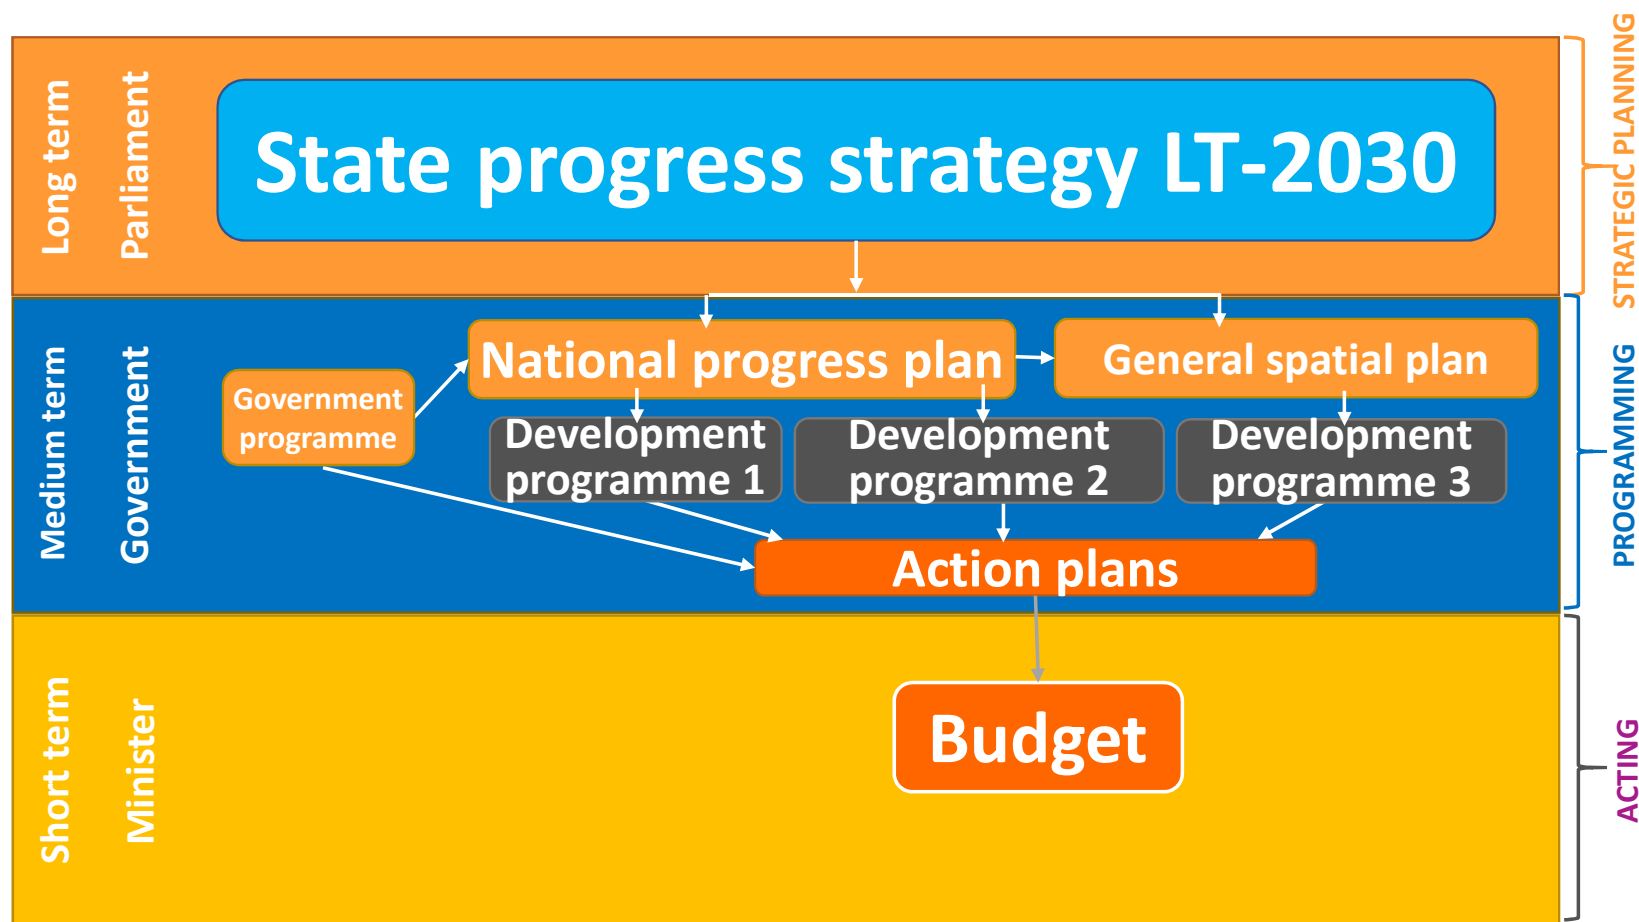 Long term
Parliament
State progress strategy LT-2030
STRATEGIC PLANNING
Medium term
Government
Government
programme
National progress plan
General spatial plan
Development
programme 1
Development
programme 2
Development
programme 3
Action plans
PROGRAMMING
Short term
Minister
Budget
ACTING